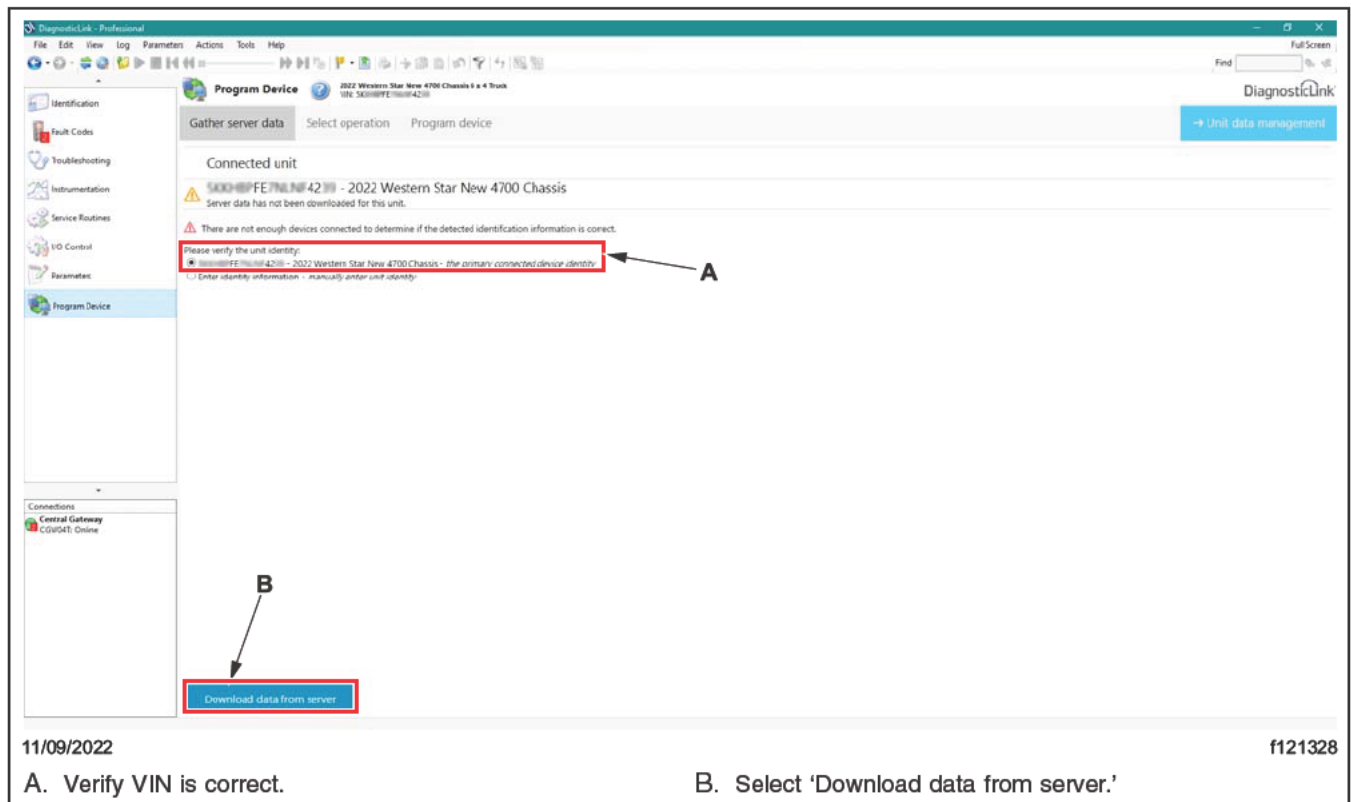 DiagnosticLink - Professional
File Edit View Log Parameters Actions Tools Help Full Screen
Find
Program Device 2022 Western Star New 4700 Chassis 6 x 4 Truck
VIN:
DiagnosticLink
Identification
Fault Codes
Troubleshooting
Instrumentation
Service Routines
I/O Control
Parameters
Program Device
Gather server data Select operation Program device → Unit data management
Connected unit
- 2022 Western Star New 4700 Chassis
Server data has not been downloaded for this unit.
There are not enough devices connected to determine if the detected identification information is correct.
Please verify the unit identity:
- 2022 Western Star New 4700 Chassis - the primary connected device identity
Enter identity information - manually enter unit identity
A
Connections
Central Gateway
CGW04T: Online
B
Download data from server
11/09/2022 f121328
A. Verify VIN is correct. B. Select ‘Download data from server.’